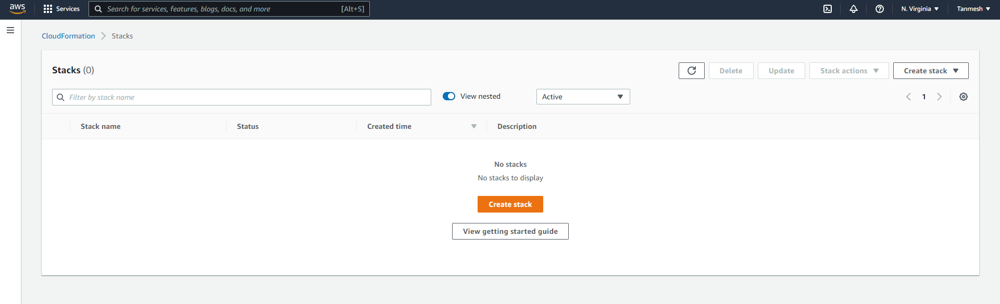 aws Services Search for services, features, blogs, docs, and more [Alt+S] N. Virginia Tanmesh
CloudFormation Stacks
Stacks (0) Delete Update Stack actions Create stack
Filter by stack name View nested Active 1
Stack name Status Created time Description
No stacks
No stacks to display
Create stack
View getting started guide